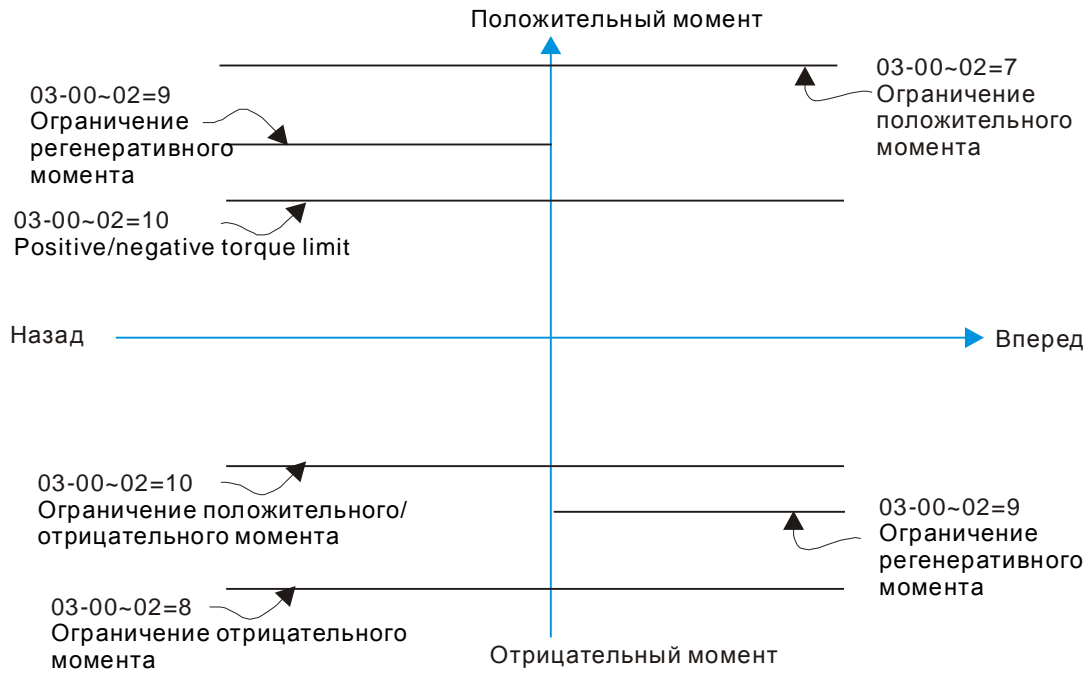 Положительный момент
03-00~02=7
Ограничение
положительного
момента
03-00~02=9
Ограничение
регенеративного
момента
03-00~02=10
Positive/negative torque limit
Назад
Вперед
03-00~02=10
Ограничение положительного/
отрицательного момента
03-00~02=9
Ограничение
регенеративного
момента
03-00~02=8
Ограничение отрицательного
момента
Отрицательный момент